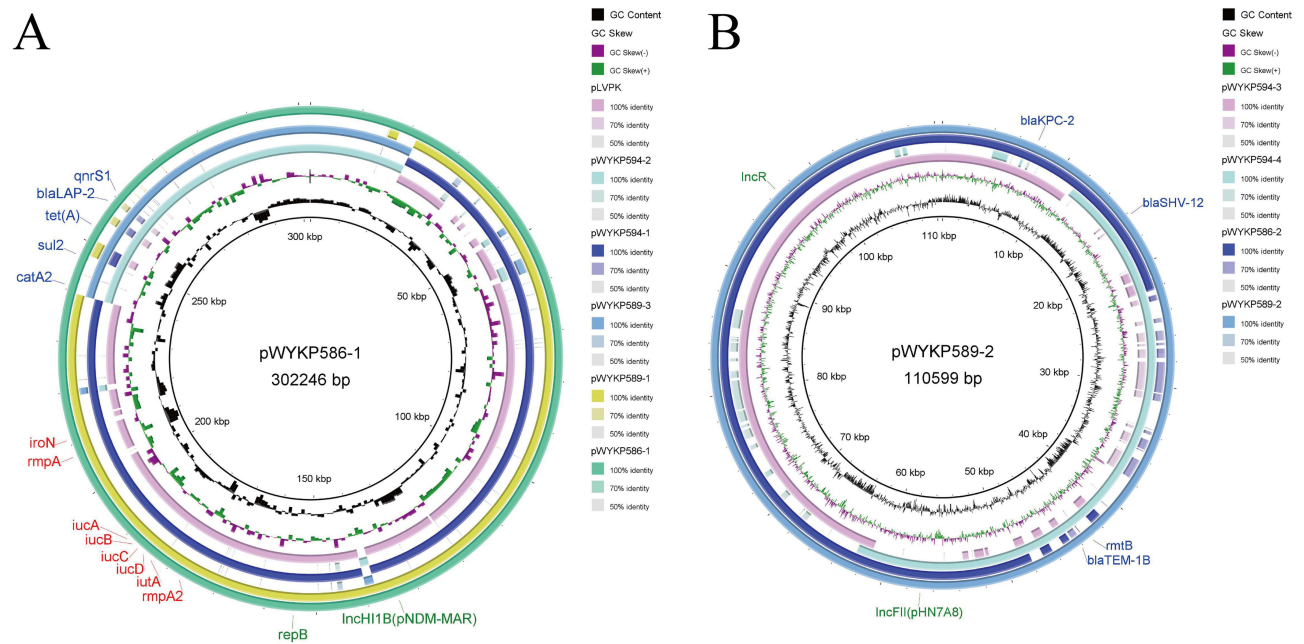 A
qnrS1
blaLAP-2
tet(A)
sul2
catA2
iroN
rmpA
iucA
iucB
iucC
iucD
iutA
rmpA2
repB
IncHI1B(pNDM-MAR)
300 kbp
50 kbp
100 kbp
150 kbp
200 kbp
250 kbp
pWYKP586-1
302246 bp
GC Content
GC Skew
GC Skew(-)
GC Skew(+)
pLVPK
100% identity
70% identity
50% identity
pWYKP594-2
100% identity
70% identity
50% identity
pWYKP594-1
100% identity
70% identity
50% identity
pWYKP589-3
100% identity
70% identity
50% identity
pWYKP589-1
100% identity
70% identity
50% identity
pWYKP586-1
100% identity
70% identity
50% identity
B
blaKPC-2
blaSHV-12
rmtB
blaTEM-1B
IncFII(pHN7A8)
IncR
110 kbp
10 kbp
20 kbp
30 kbp
40 kbp
50 kbp
60 kbp
70 kbp
80 kbp
90 kbp
100 kbp
pWYKP589-2
110599 bp
GC Content
GC Skew
GC Skew(-)
GC Skew(+)
pWYKP594-3
100% identity
70% identity
50% identity
pWYKP594-4
100% identity
70% identity
50% identity
pWYKP586-2
100% identity
70% identity
50% identity
pWYKP589-2
100% identity
70% identity
50% identity